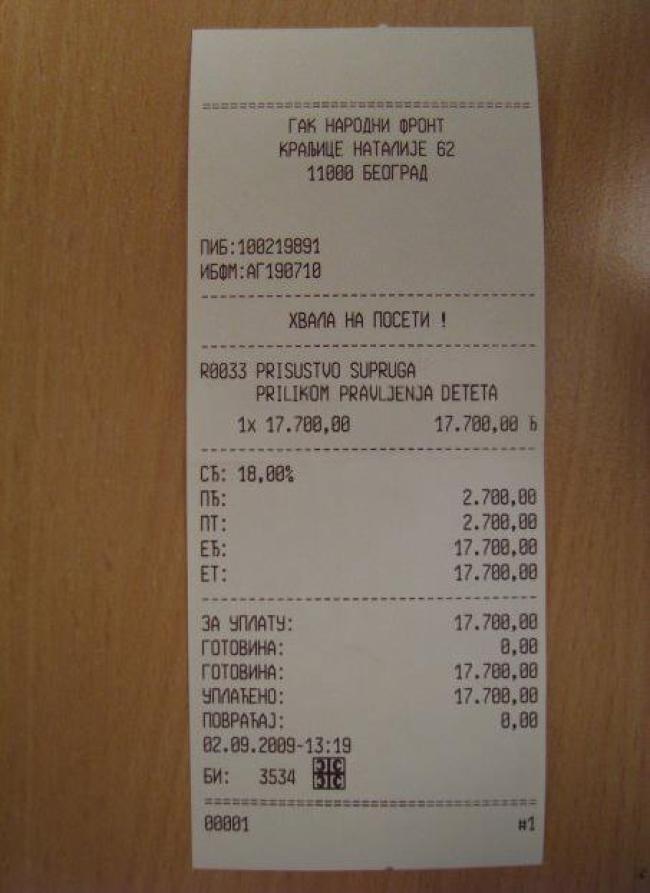 ГАК НАРОДНИ ФРОНТ
КРАЉИЦЕ НАТАЛИЈЕ 62
11000 БЕОГРАД
ПИБ:100219891
ИБФМ:АГ190710
ХВАЛА НА ПОСЕТИ !
R0033 PRISUSTVO SUPRUGA
PRILIKOM PRAVLJENJA DETETA
1x 17.700,00 17.700,00 Ђ
СЂ: 18,00%
ПЂ: 2.700,00
ПТ: 2.700,00
ЕЂ: 17.700,00
ЕТ: 17.700,00
ЗА УПЛАТУ: 17.700,00
ГОТОВИНА: 0,00
ГОТОВИНА: 17.700,00
УПЛАЋЕНО: 17.700,00
ПОВРАЋАЈ: 0,00
02.09.2009-13:19
БИ: 3534
00001 #1